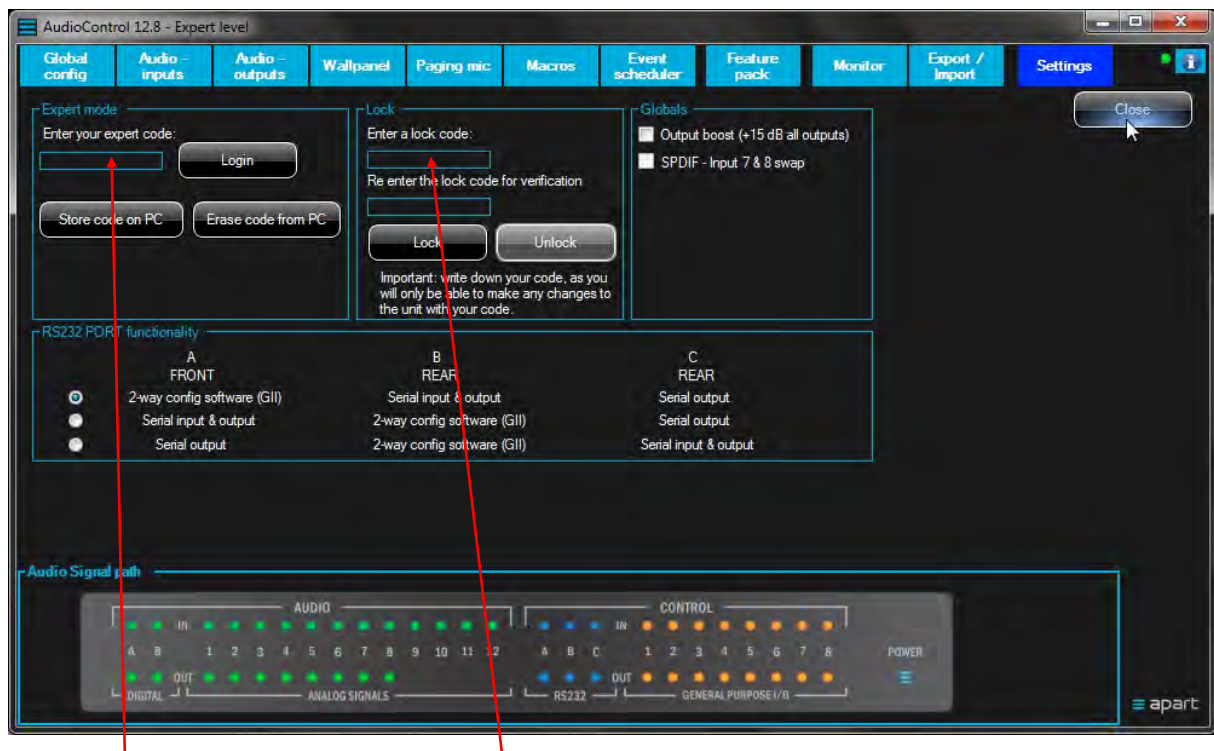 AudioControl 12.8 - Expert level
Global config
Audio - inputs
Audio - outputs
Wallpanel
Paging mic
Macros
Event scheduler
Feature pack
Monitor
Export / Import
Settings
i
Close
Expert mode
Enter your expert code:
Login
Store code on PC
Erase code from PC
Lock
Enter a lock code:
Re enter the lock code for verification
Lock
Unlock
Important: write down your code, as you
will only be able to make any changes to
the unit with your code.
Globals
Output boost (+15 dB all outputs)
SPDIF - Input 7 & 8 swap
RS232 PORT functionality
A B C
FRONT REAR REAR
2-way config software (GII) Serial input & output Serial output
Serial input & output 2-way config software (GII) Serial output
Serial output 2-way config software (GII) Serial input & output
Audio Signal path
AUDIO CONTROL
IN IN
A B 1 2 3 4 5 6 7 8 9 10 11 12 A B C 1 2 3 4 5 6 7 8 POWER
OUT OUT
DIGITAL ANALOG SIGNALS RS232 GENERAL PURPOSE I/O
apart